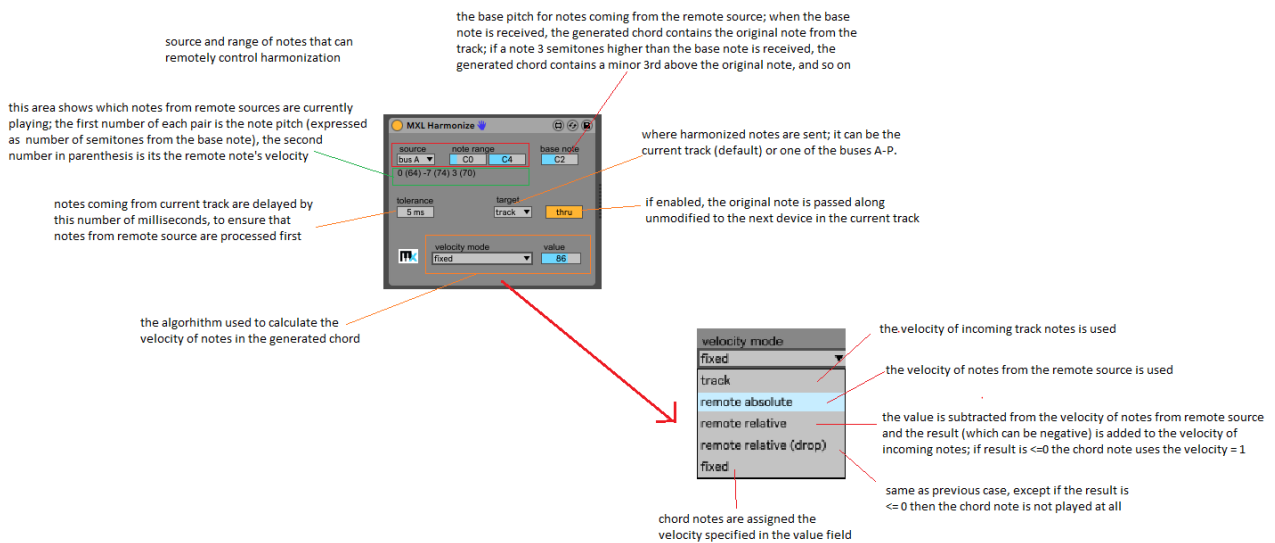 the base pitch for notes coming from the remote source; when the base
note is received, the generated chord contains the original note from the
track; if a note 3 semitones higher than the base note is received, the
generated chord contains a minor 3rd above the original note, and so on
source and range of notes that can
remotely control harmonization
this area shows which notes from remote sources are currently
playing; the first number of each pair is the note pitch (expressed
as number of semitones from the base note), the second
number in parenthesis is its the remote note's velocity
MXL Harmonize
source
note range
base note
bus A
C0
C4
C2
0 (64) -7 (74) 3 (70)
where harmonized notes are sent; it can be the
current track (default) or one of the buses A-P.
notes coming from current track are delayed by
this number of milliseconds, to ensure that
notes from remote source are processed first
tolerance
target
5 ms
track
thru
if enabled, the original note is passed along
unmodified to the next device in the current track
mx
velocity mode
value
fixed
86
the algorhithm used to calculate the
velocity of notes in the generated chord
velocity mode
fixed
track
remote absolute
remote relative
remote relative (drop)
fixed
the velocity of incoming track notes is used
the velocity of notes from the remote source is used
the value is subtracted from the velocity of notes from remote source
and the result (which can be negative) is added to the velocity of
incoming notes; if result is <=0 the chord note uses the velocity = 1
same as previous case, except if the result is
<= 0 then the chord note is not played at all
chord notes are assigned the
velocity specified in the value field